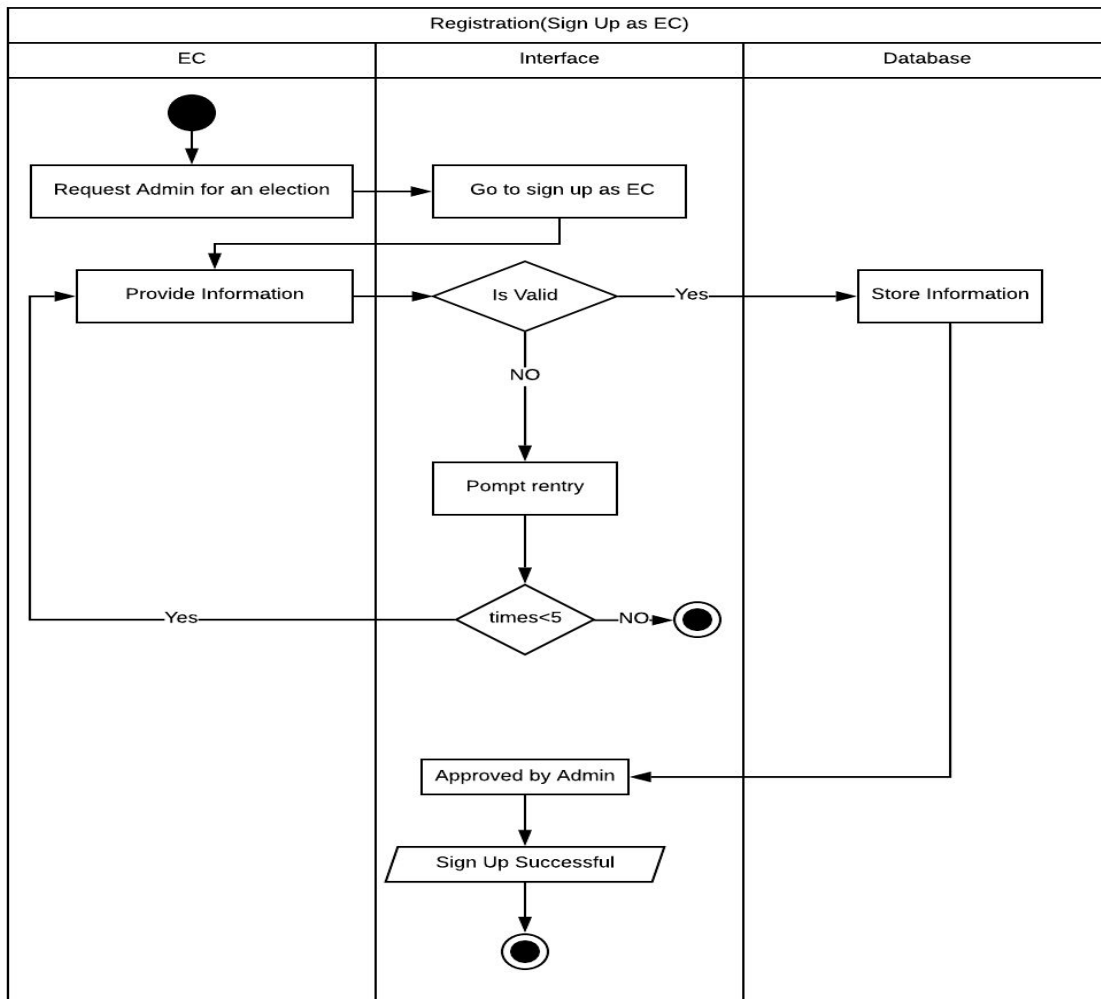 Registration(Sign Up as EC)
EC
Interface
Database
Request Admin for an election
Go to sign up as EC
Provide Information
Is Valid
Yes
Store Information
NO
Pompt rentry
Yes
times<5
NO
Approved by Admin
Sign Up Successful